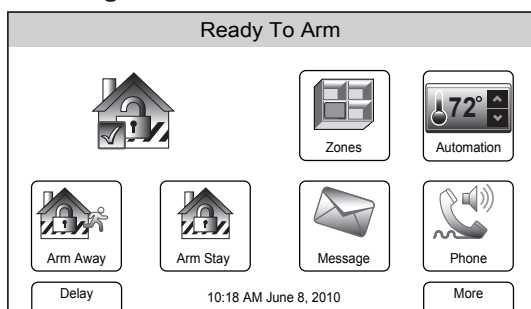 Ready To Arm
72°
Zones
Automation
Arm Away
Arm Stay
Message
Phone
Delay
10:18 AM June 8, 2010
More